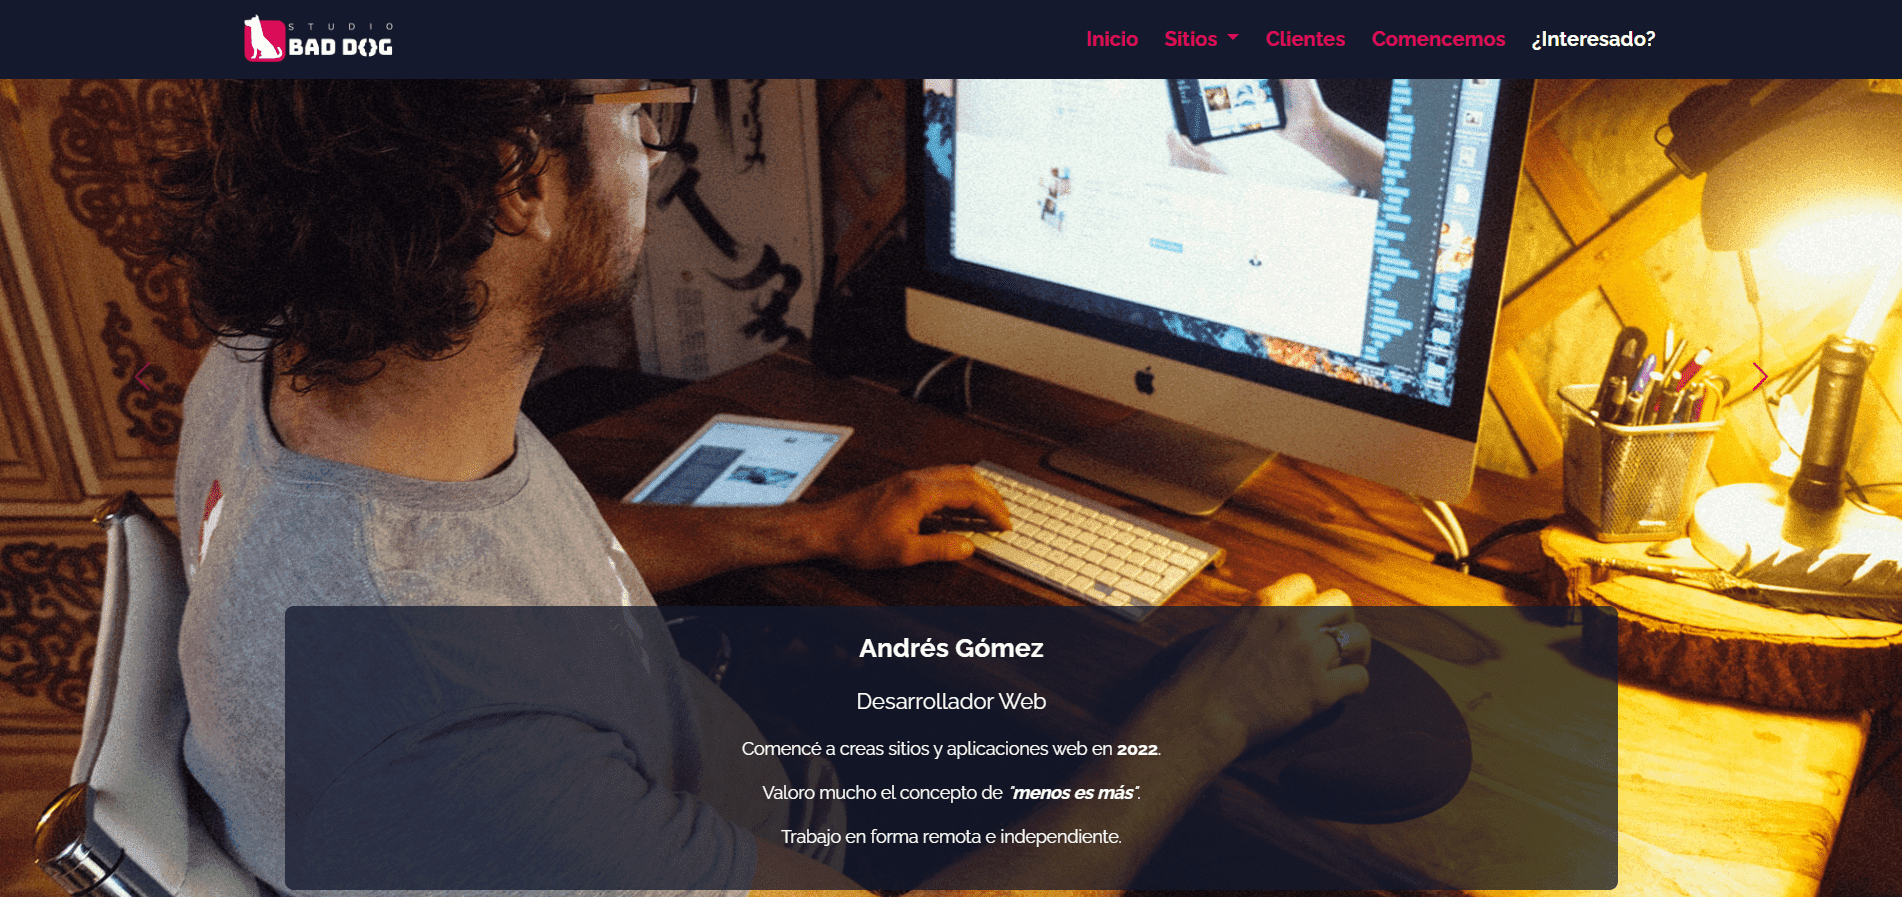 STUDIO
BAD DOG
Inicio Sitios Clientes Comencemos ¿Interesado?
Andrés Gómez
Desarrollador Web
Comencé a creas sitios y aplicaciones web en 2022.
Valoro mucho el concepto de "menos es más".
Trabajo en forma remota e independiente.